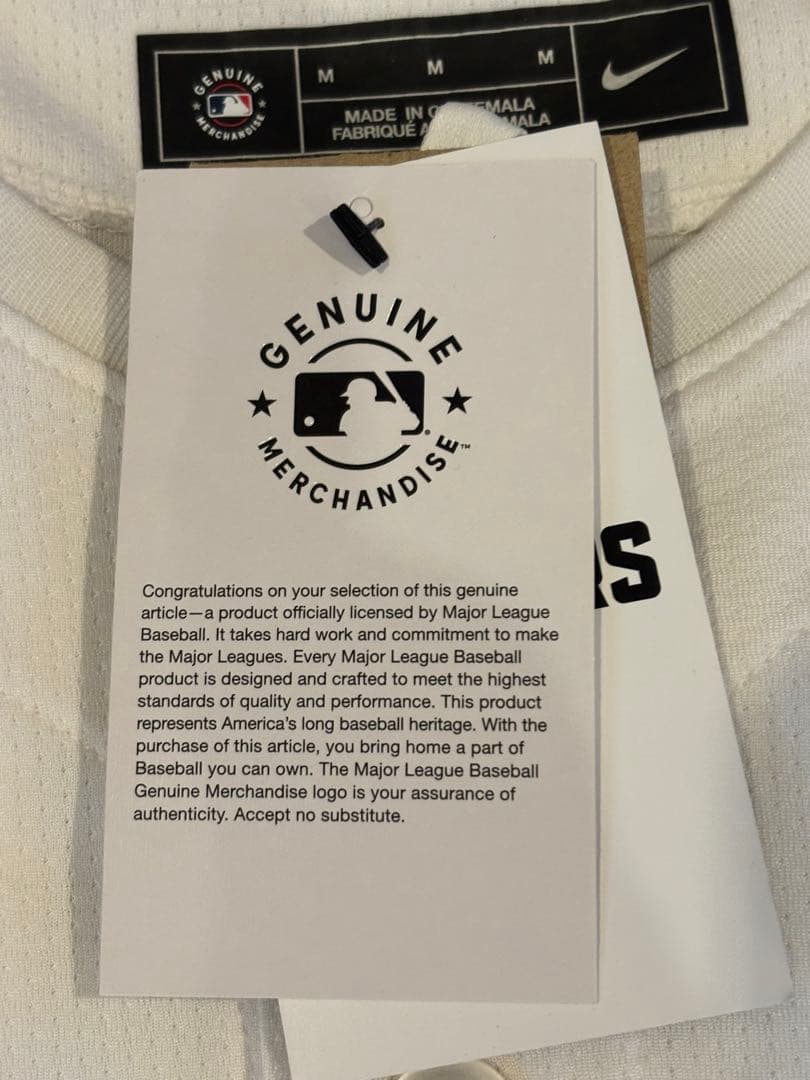 GENUINE
MERCHANDISE
M M M
MADE IN
FABRIQUÉ
GENUINE
MERCHANDISE™
RS
Congratulations on your selection of this genuine
article—a product officially licensed by Major League
Baseball. It takes hard work and commitment to make
the Major Leagues. Every Major League Baseball
product is designed and crafted to meet the highest
standards of quality and performance. This product
represents America's long baseball heritage. With the
purchase of this article, you bring home a part of
Baseball you can own. The Major League Baseball
Genuine Merchandise logo is your assurance of
authenticity. Accept no substitute.